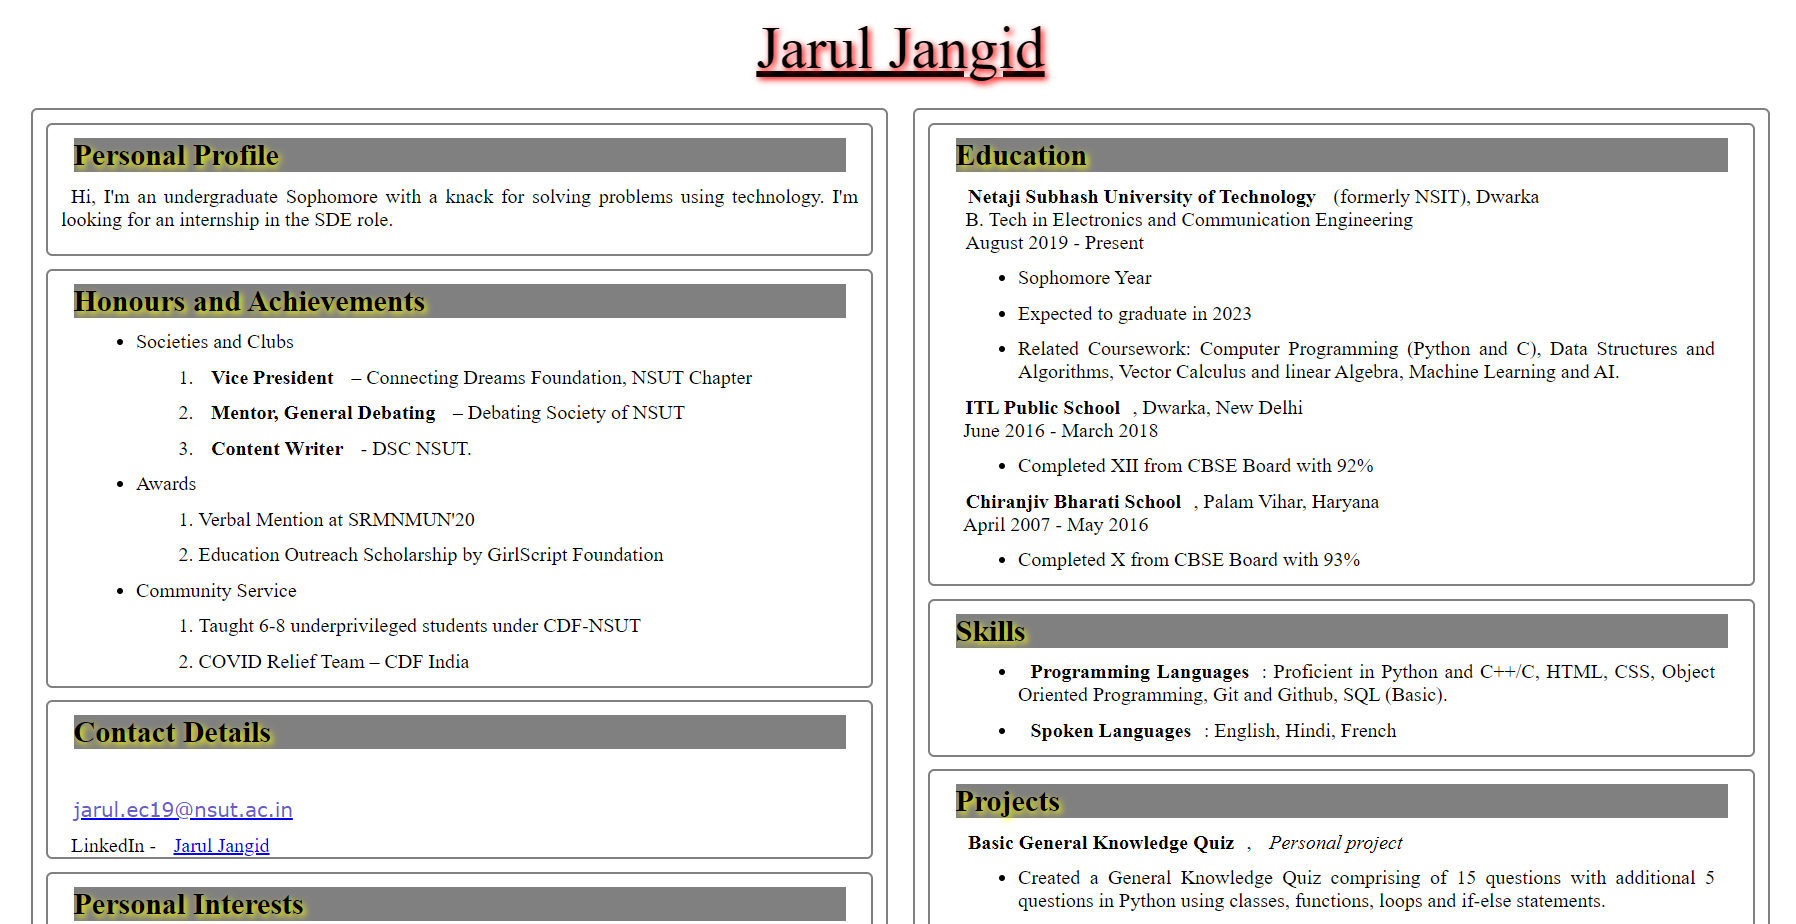 Jarul Jangid
Personal Profile
Hi, I'm an undergraduate Sophomore with a knack for solving problems using technology. I'm
looking for an internship in the SDE role.
Honours and Achievements
• Societies and Clubs
1. Vice President – Connecting Dreams Foundation, NSUT Chapter
2. Mentor, General Debating – Debating Society of NSUT
3. Content Writer - DSC NSUT.
• Awards
1. Verbal Mention at SRMNMUN'20
2. Education Outreach Scholarship by GirlScript Foundation
• Community Service
1. Taught 6-8 underprivileged students under CDF-NSUT
2. COVID Relief Team – CDF India
Contact Details
jarul.ec19@nsut.ac.in
LinkedIn - Jarul Jangid
Personal Interests
Education
Netaji Subhash University of Technology (formerly NSIT), Dwarka
B. Tech in Electronics and Communication Engineering
August 2019 - Present
• Sophomore Year
• Expected to graduate in 2023
• Related Coursework: Computer Programming (Python and C), Data Structures and
Algorithms, Vector Calculus and linear Algebra, Machine Learning and AI.
ITL Public School , Dwarka, New Delhi
June 2016 - March 2018
• Completed XII from CBSE Board with 92%
Chiranjiv Bharati School , Palam Vihar, Haryana
April 2007 - May 2016
• Completed X from CBSE Board with 93%
Skills
• Programming Languages : Proficient in Python and C++/C, HTML, CSS, Object
Oriented Programming, Git and Github, SQL (Basic).
• Spoken Languages : English, Hindi, French
Projects
Basic General Knowledge Quiz , Personal project
• Created a General Knowledge Quiz comprising of 15 questions with additional 5
questions in Python using classes, functions, loops and if-else statements.